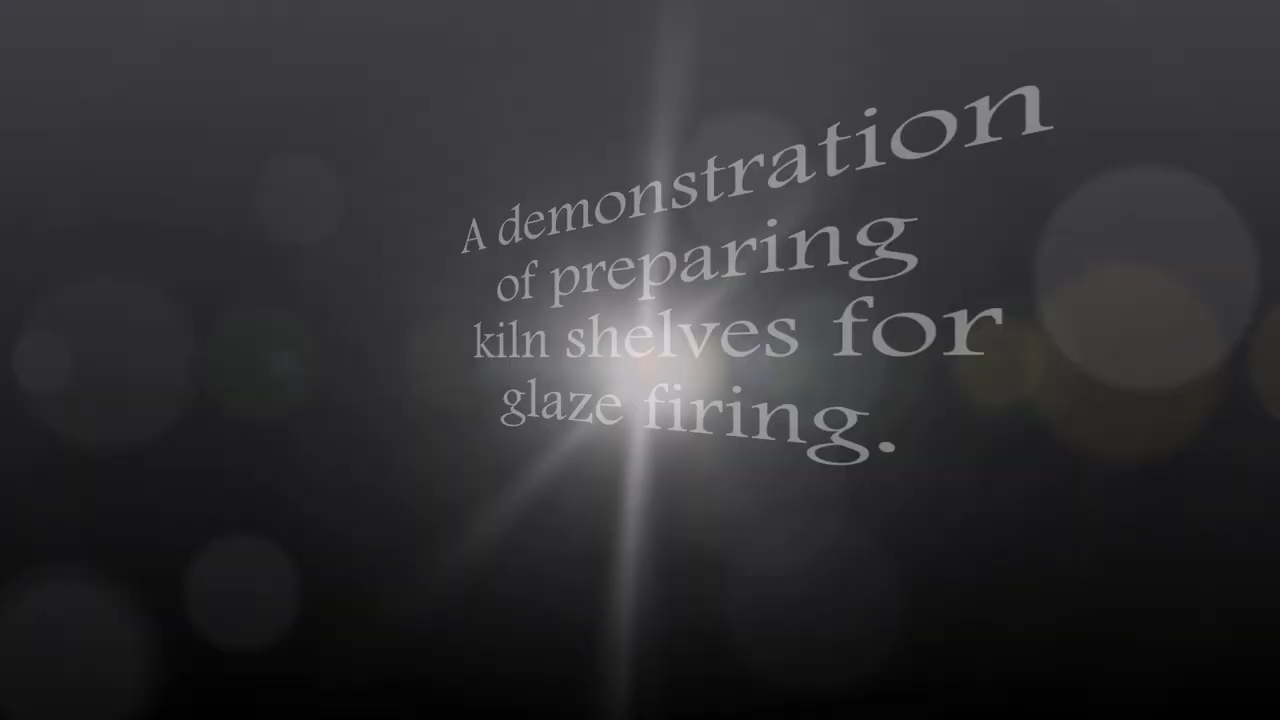 A demonstration
of preparing
kiln shelves for
glaze firing.